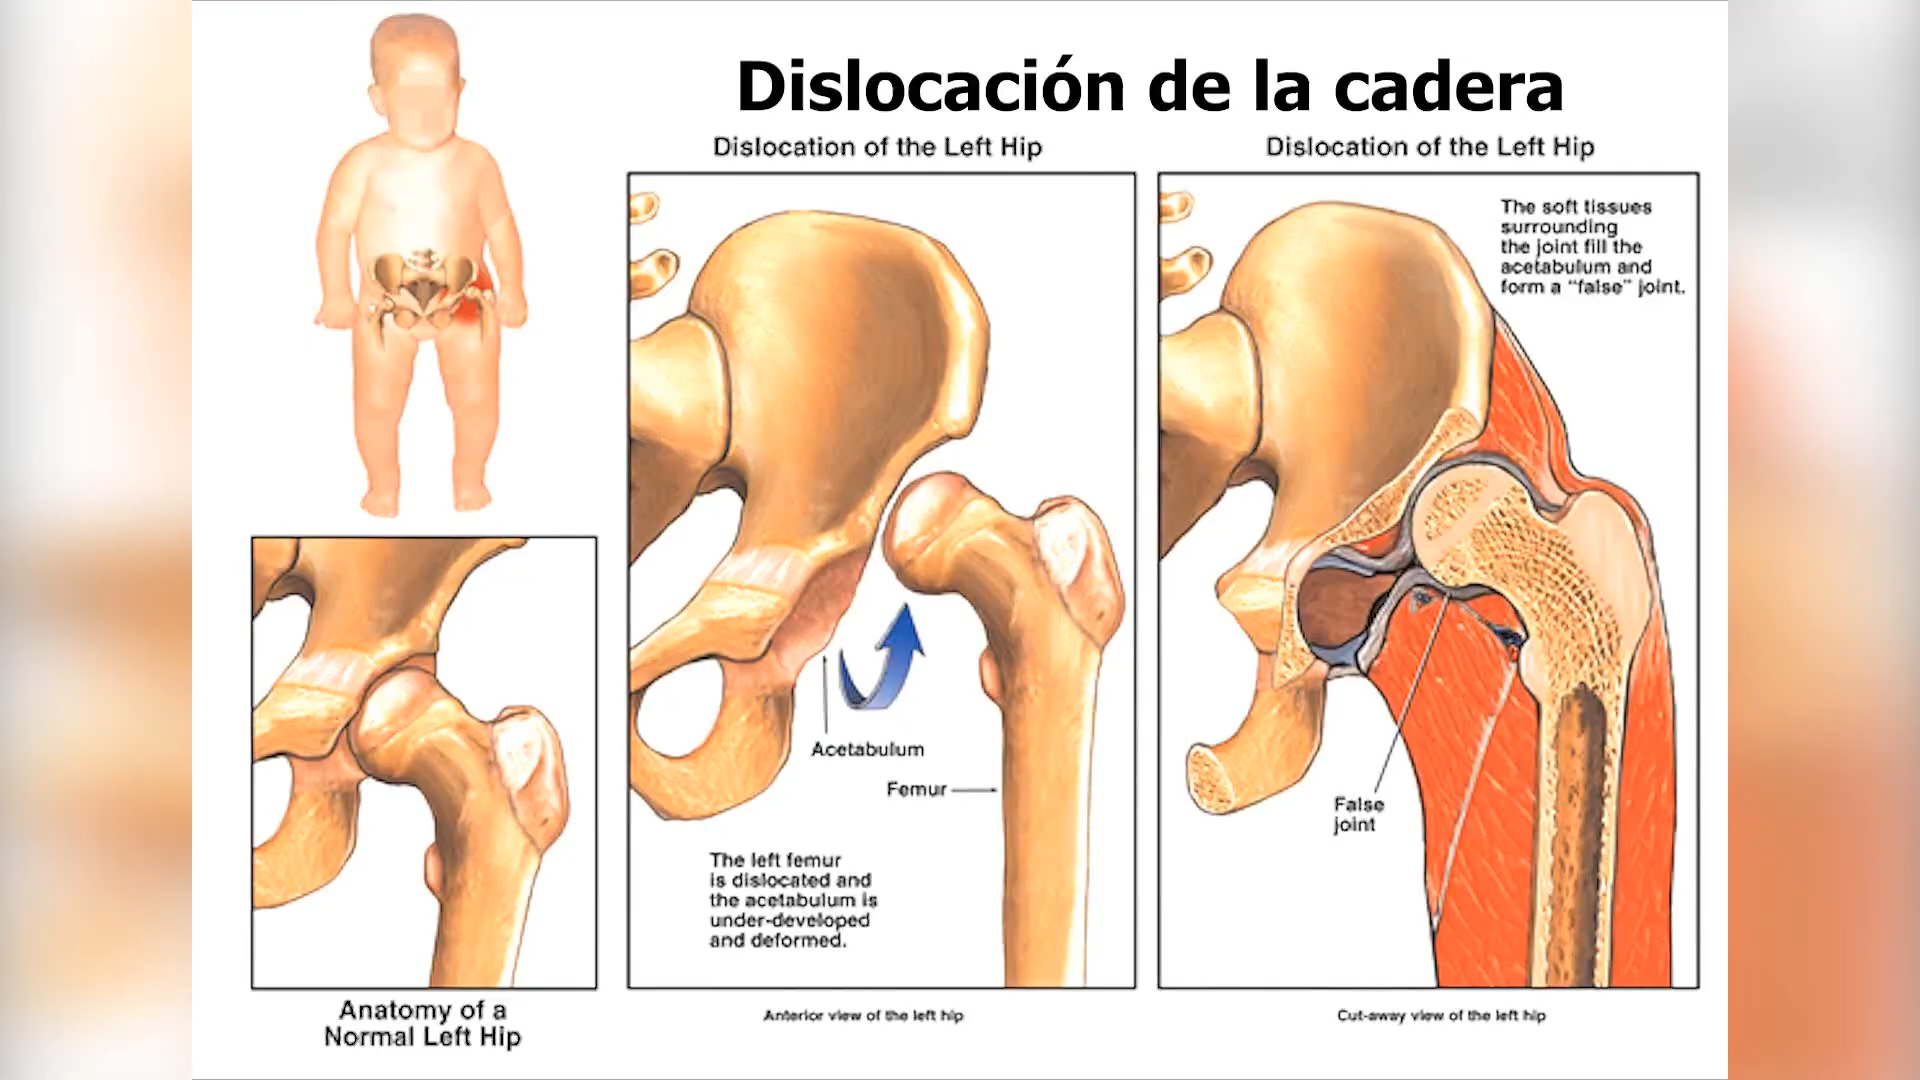 Dislocación de la cadera
Dislocation of the Left Hip
Dislocation of the Left Hip
The soft tissues
surrounding
the joint fill the
acetabulum and
form a “false” joint.
Acetabulum
Femur
False
joint
The left femur
is dislocated and
the acetabulum is
under-developed
and deformed.
Anatomy of a
Normal Left Hip
Anterior view of the left hip
Cut-away view of the left hip